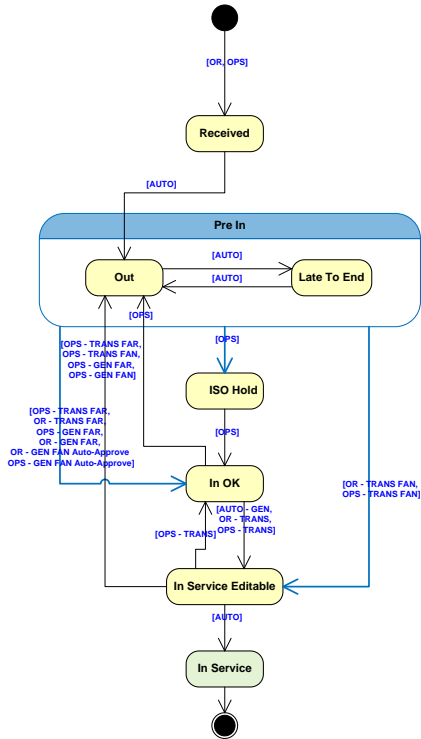 [OR, OPS]
Received
[AUTO]
Pre In
[AUTO]
Out
Late To End
[AUTO]
[OPS]
[OPS - TRANS FAR,
OPS - TRANS FAN,
OPS - GEN FAR,
OPS - GEN FAN]
[OPS]
ISO Hold
[OPS - TRANS FAR,
OR - TRANS FAR,
OPS - GEN FAR,
OR - GEN FAR,
OR - GEN FAN Auto-Approve
OPS - GEN FAN Auto-Approve]
[OPS]
In OK
[OR - TRANS FAN,
OPS - TRANS FAN]
[AUTO - GEN,
OR - TRANS,
OPS - TRANS]
[OPS - TRANS]
In Service Editable
[AUTO]
In Service